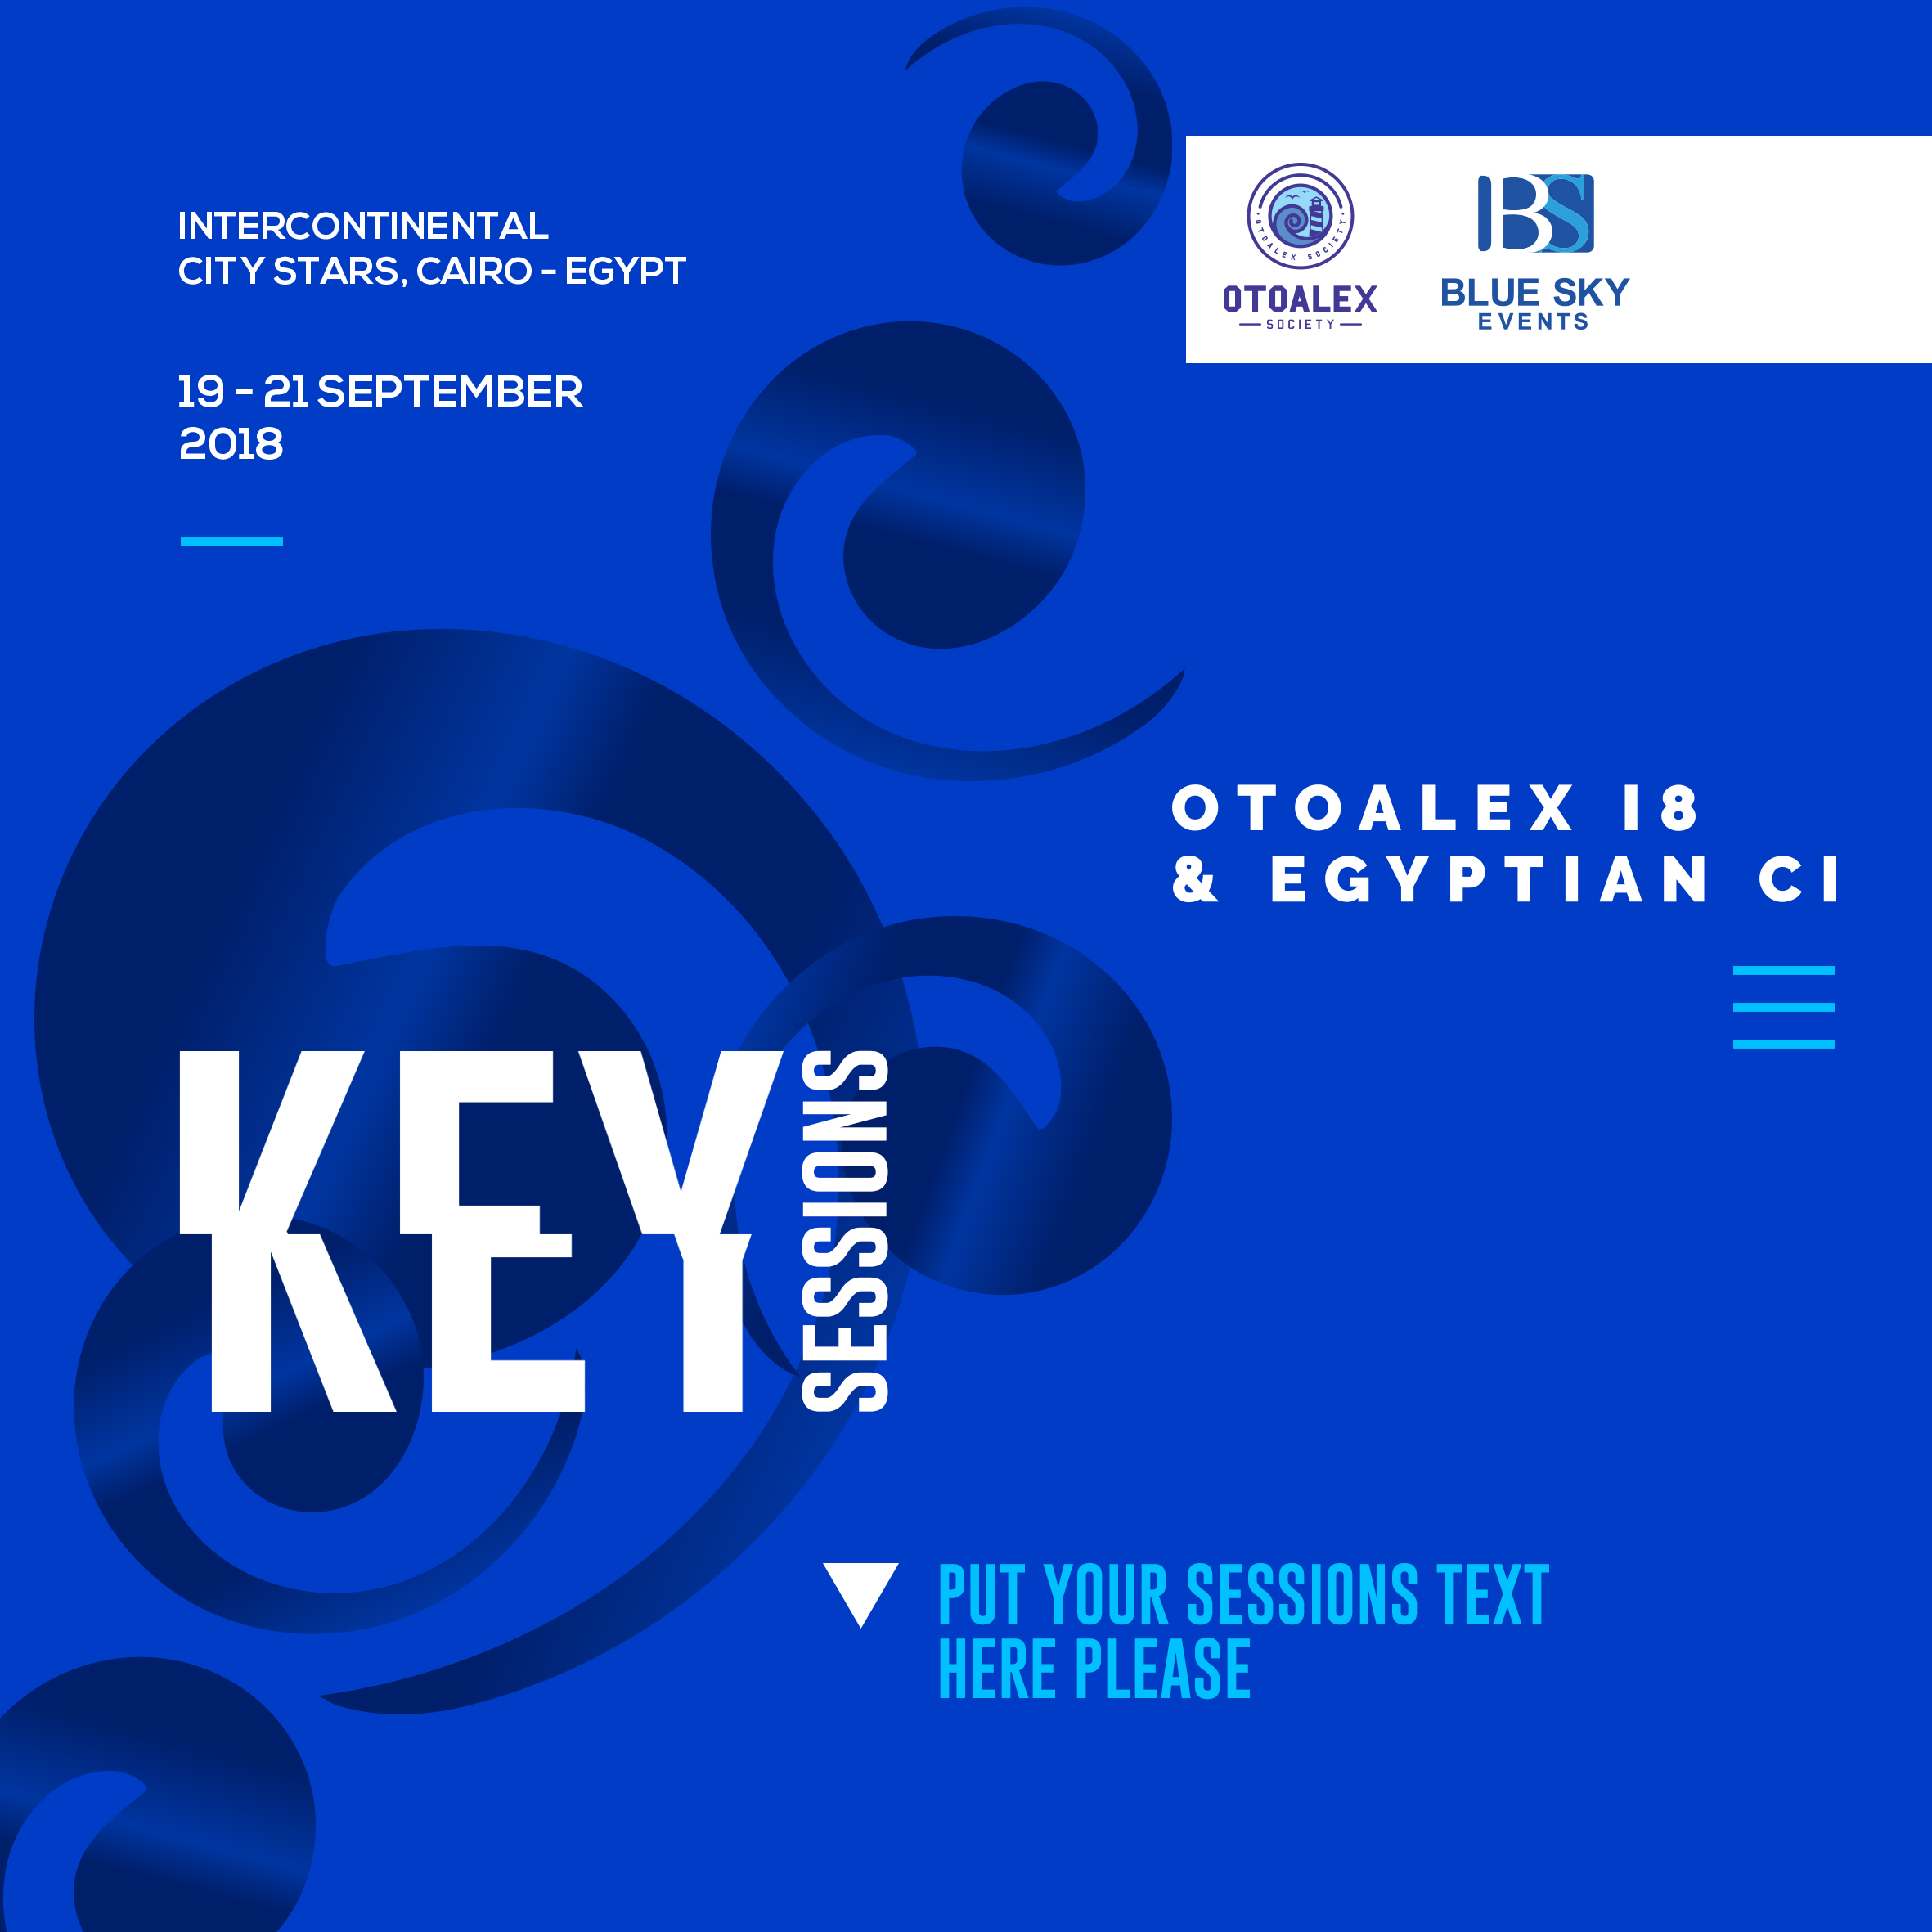 INTERCONTINENTAL
CITY STARS, CAIRO - EGYPT
19 - 21 SEPTEMBER
2018
OTOALEX SOCIETY
OTOALEX
SOCIETY
BS
BLUE SKY
EVENTS
OTOALEX 18
& EGYPTIAN CI
KEY
SESSIONS
PUT YOUR SESSIONS TEXT
HERE PLEASE